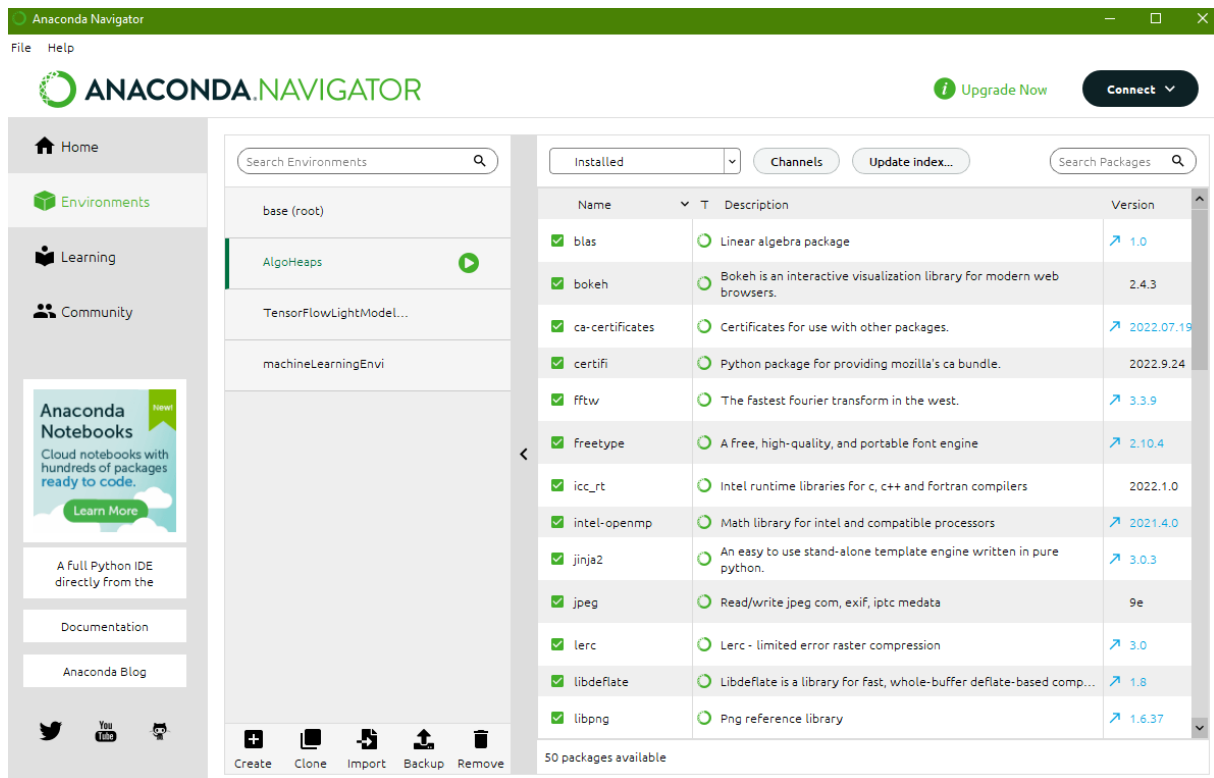 Anaconda Navigator
File Help
ANACONDA.NAVIGATOR
i Upgrade Now
Connect
Home
Environments
Learning
Community
New!
Anaconda
Notebooks
Cloud notebooks with
hundreds of packages
ready to code.
Learn More
A full Python IDE
directly from the
Documentation
Anaconda Blog
You
Tube
Search Environments
base (root)
AlgoHeaps
TensorFlowLightModel...
machineLearningEnvi
Create Clone Import Backup Remove
Installed Channels Update index... Search Packages
Name T Description Version
blas Linear algebra package 1.0
bokeh Bokeh is an interactive visualization library for modern web
browsers. 2.4.3
ca-certificates Certificates for use with other packages. 2022.07.19
certifi Python package for providing mozilla's ca bundle. 2022.9.24
fftw The fastest fourier transform in the west. 3.3.9
freetype A free, high-quality, and portable font engine 2.10.4
icc_rt Intel runtime libraries for c, c++ and fortran compilers 2022.1.0
intel-openmp Math library for intel and compatible processors 2021.4.0
jinja2 An easy to use stand-alone template engine written in pure
python. 3.0.3
jpeg Read/write jpeg com, exif, iptc medata 9e
lerc Lerc - limited error raster compression 3.0
libdeflate Libdeflate is a library for fast, whole-buffer deflate-based comp... 1.8
libpng Png reference library 1.6.37
50 packages available